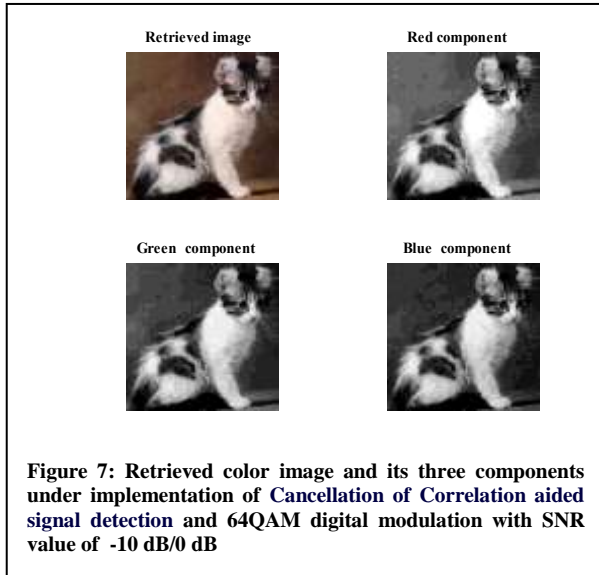 Retrieved image
Red component
Green component
Blue component
Figure 7: Retrieved color image and its three components
under implementation of Cancellation of Correlation aided
signal detection and 64QAM digital modulation with SNR
value of -10 dB/0 dB